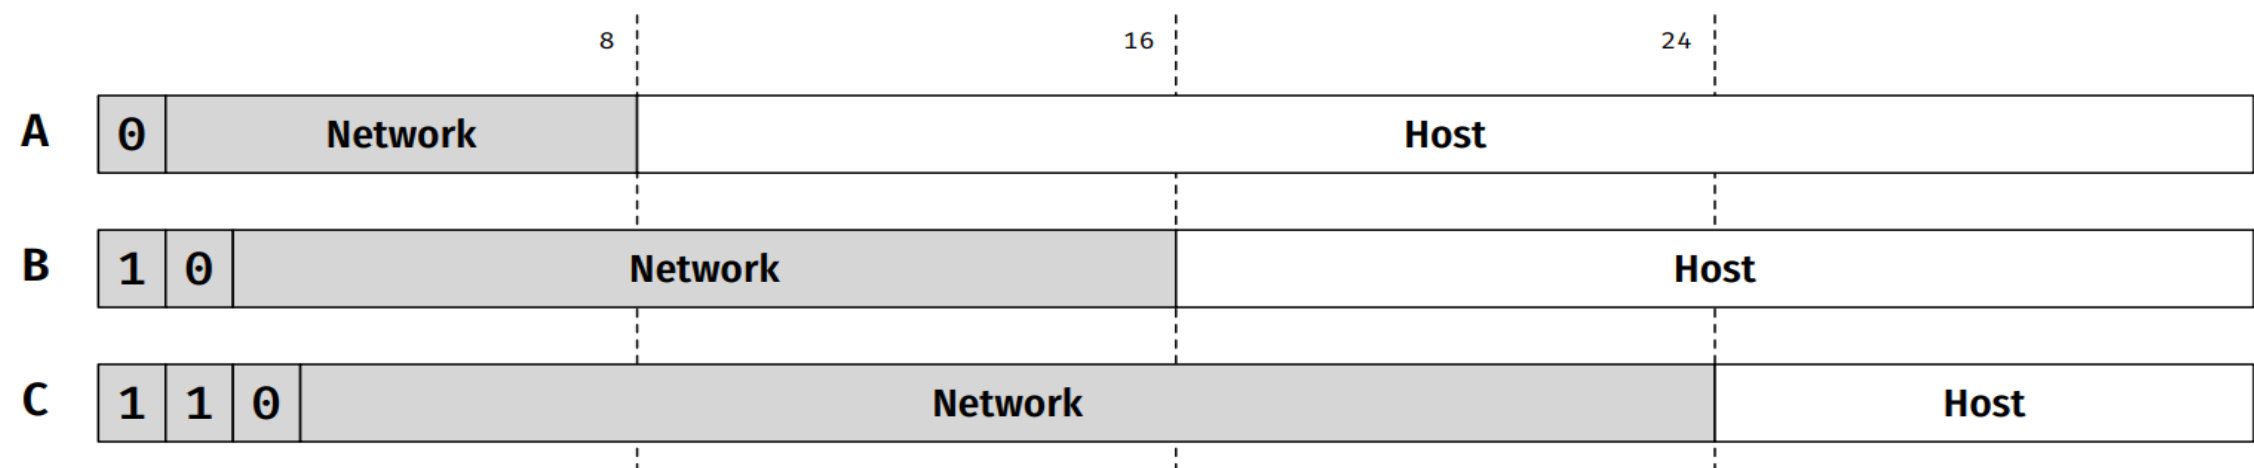 8 16 24
A 0 Network Host
B 1 0 Network Host
C 1 1 0 Network Host